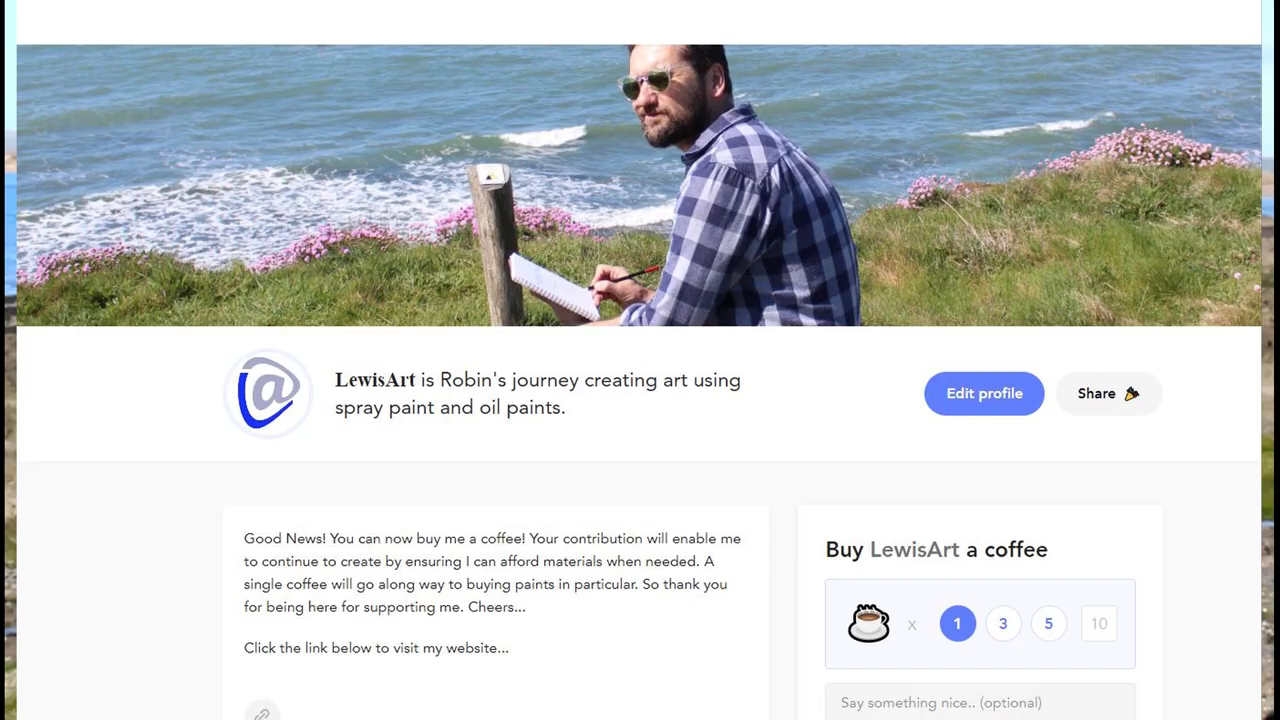 LewisArt is Robin's journey creating art using
spray paint and oil paints.
Edit profile
Share
Good News! You can now buy me a coffee! Your contribution will enable me
to continue to create by ensuring I can afford materials when needed. A
single coffee will go along way to buying paints in particular. So thank you
for being here for supporting me. Cheers...
Click the link below to visit my website...
Buy LewisArt a coffee
x 1 3 5 10
Say something nice.. (optional)